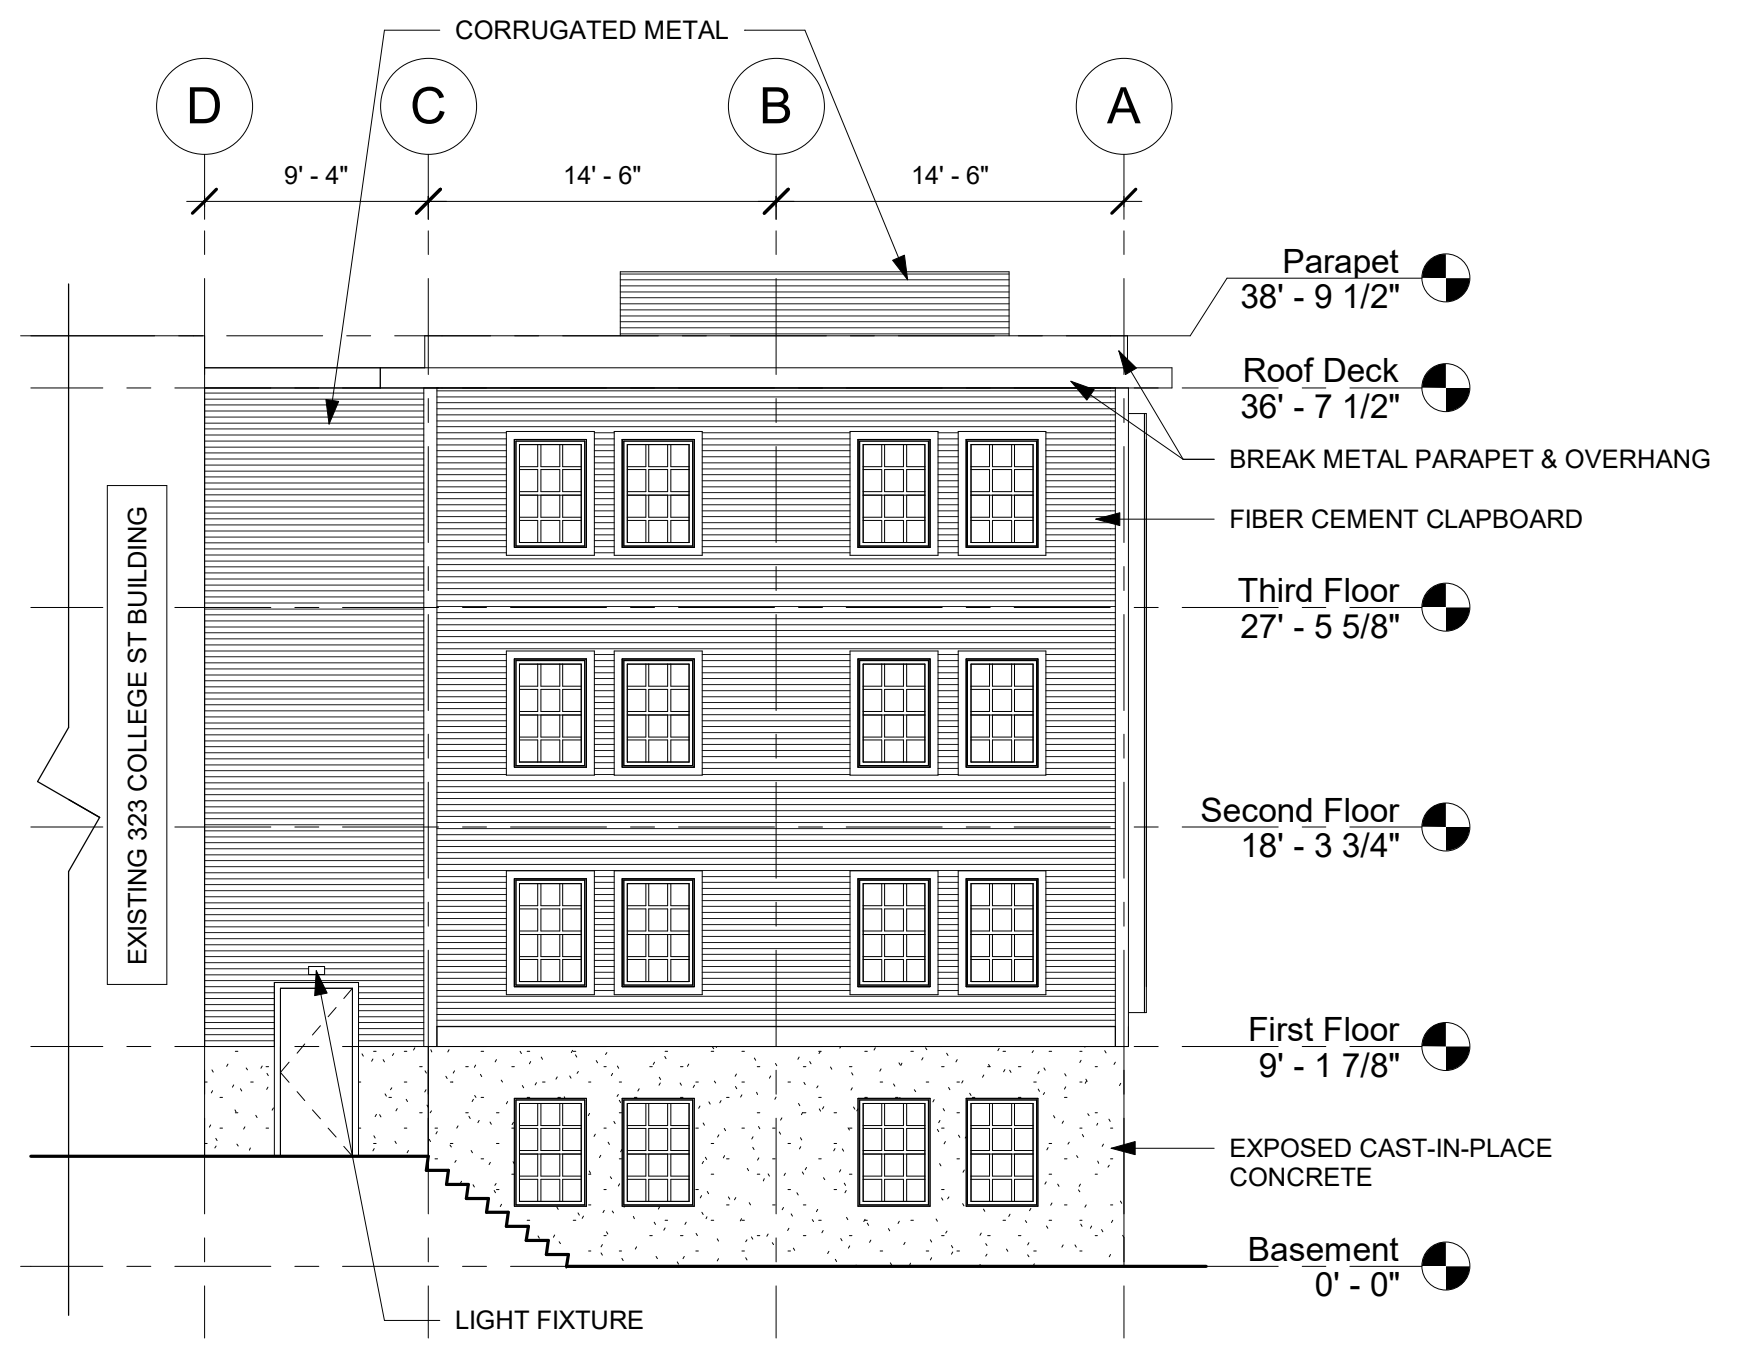 CORRUGATED METAL
D
C
B
A
9' - 4"
14' - 6"
14' - 6"
Parapet
38' - 9 1/2"
Roof Deck
36' - 7 1/2"
BREAK METAL PARAPET & OVERHANG
FIBER CEMENT CLAPBOARD
Third Floor
27' - 5 5/8"
EXISTING 323 COLLEGE ST BUILDING
Second Floor
18' - 3 3/4"
First Floor
9' - 1 7/8"
EXPOSED CAST-IN-PLACE
CONCRETE
Basement
0' - 0"
LIGHT FIXTURE